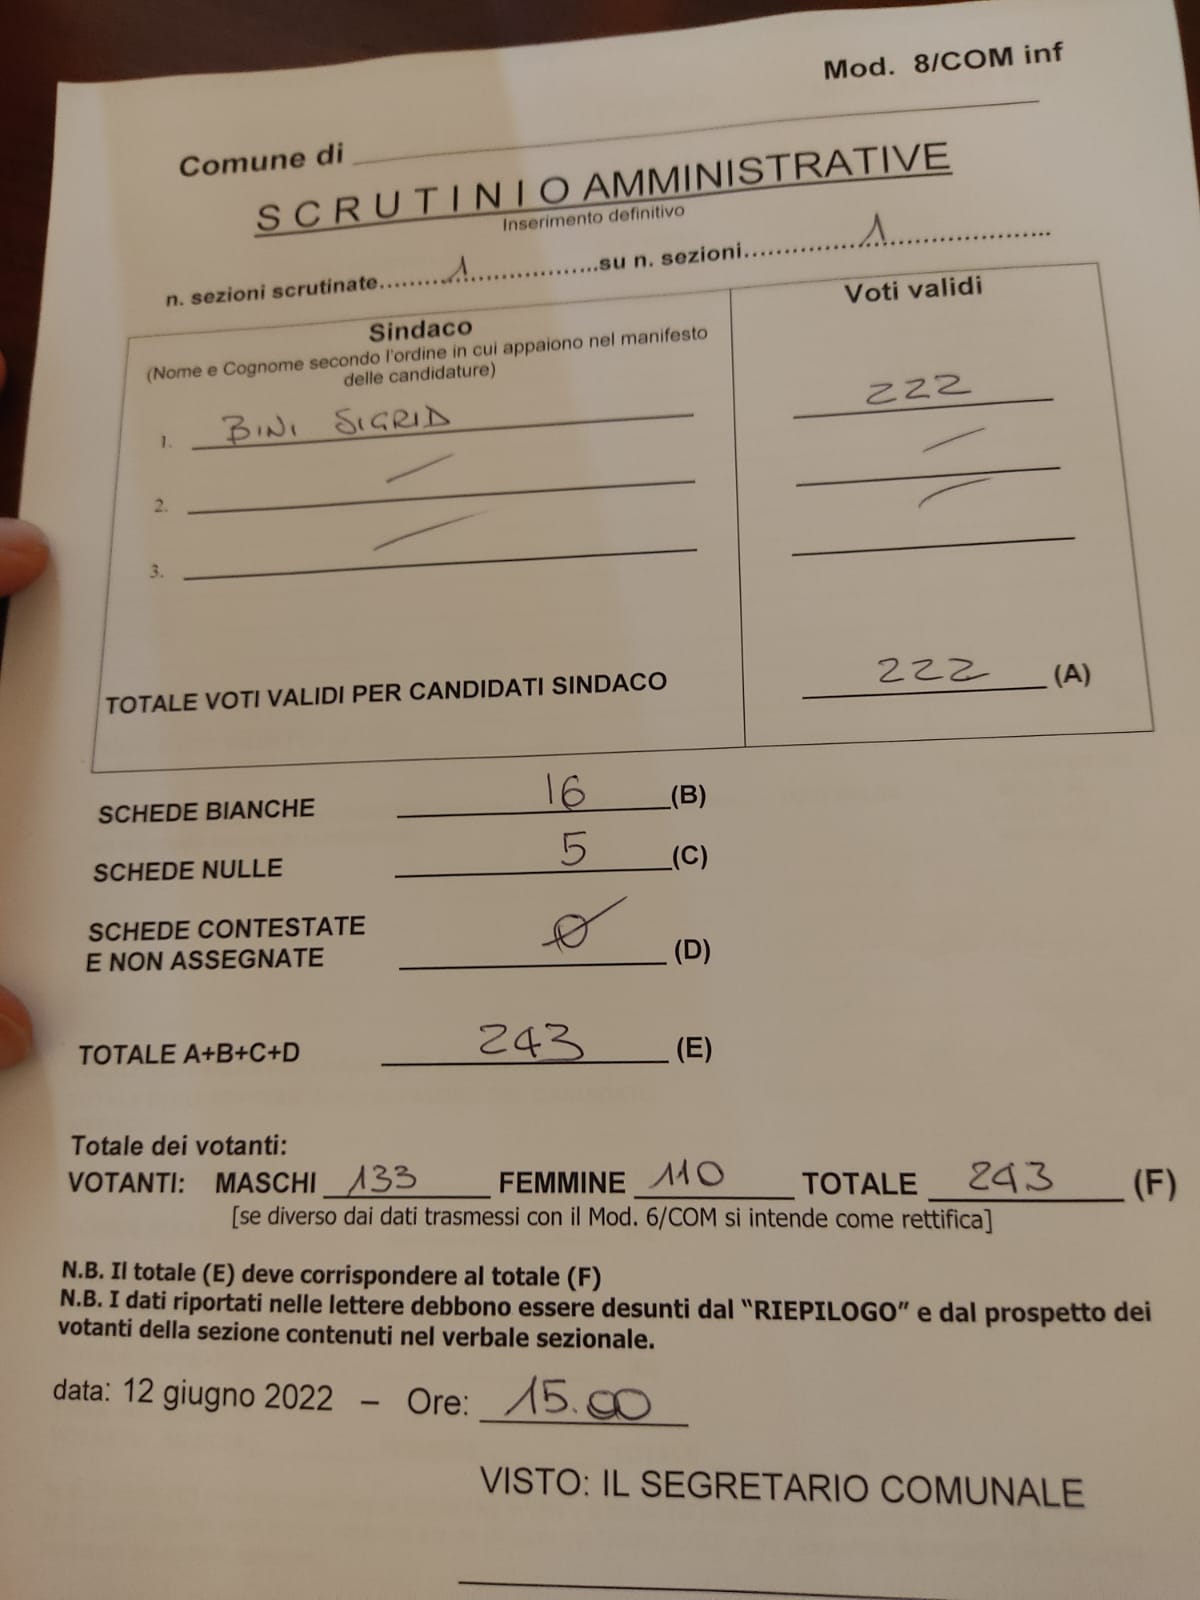 Mod. 8/COM inf
Comune di
SCRUTINIO AMMINISTRATIVE
Inserimento definitivo
n. sezioni scrutinate..........1....................su n. sezioni....................1....................
Sindaco
(Nome e Cognome secondo l'ordine in cui appaiono nel manifesto
delle candidature)
Voti validi
1. BINI SIGRID 222
2. /  /
3. /  /
TOTALE VOTI VALIDI PER CANDIDATI SINDACO 222 (A)
SCHEDE BIANCHE 16 (B)
SCHEDE NULLE 5 (C)
SCHEDE CONTESTATE
E NON ASSEGNATE 0 (D)
TOTALE A+B+C+D 243 (E)
Totale dei votanti:
VOTANTI: MASCHI 133 FEMMINE 110 TOTALE 243 (F)
[se diverso dai dati trasmessi con il Mod. 6/COM si intende come rettifica]
N.B. Il totale (E) deve corrispondere al totale (F)
N.B. I dati riportati nelle lettere debbono essere desunti dal “RIEPILOGO” e dal prospetto dei
votanti della sezione contenuti nel verbale sezionale.
data: 12 giugno 2022 – Ore: 15.00
VISTO: IL SEGRETARIO COMUNALE